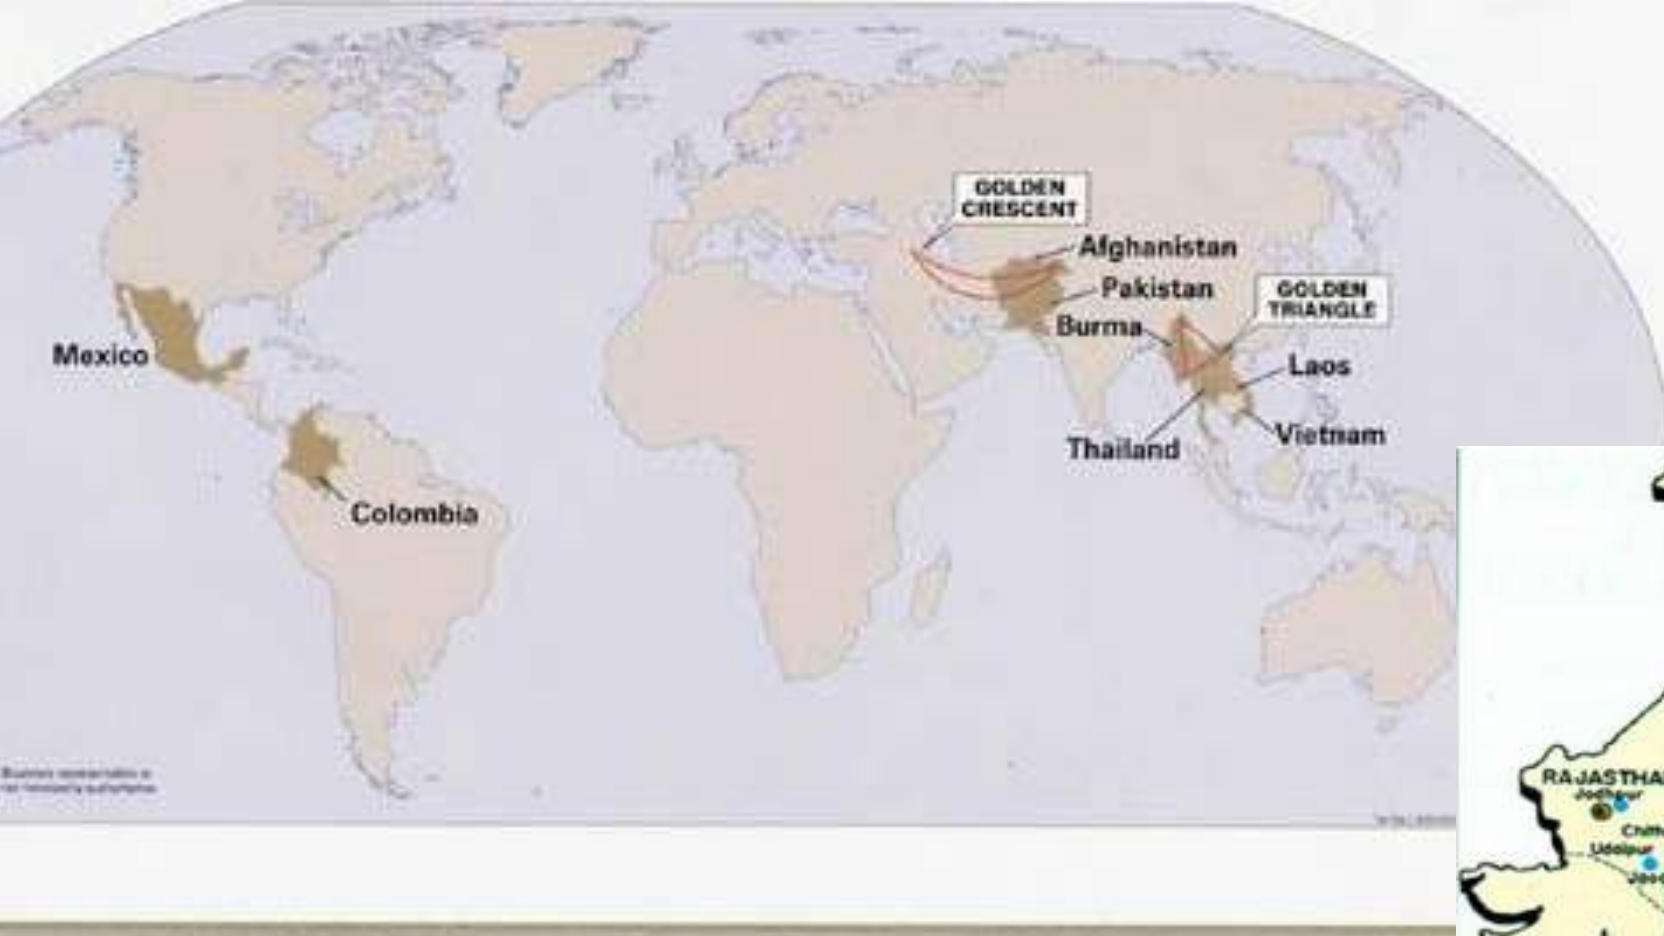 GOLDEN
CRESCENT
Afghanistan
Pakistan
GOLDEN
TRIANGLE
Burma
Mexico
Laos
Vietnam
Thailand
Colombia
RAJASTHA
Jodhpur
Udaipur